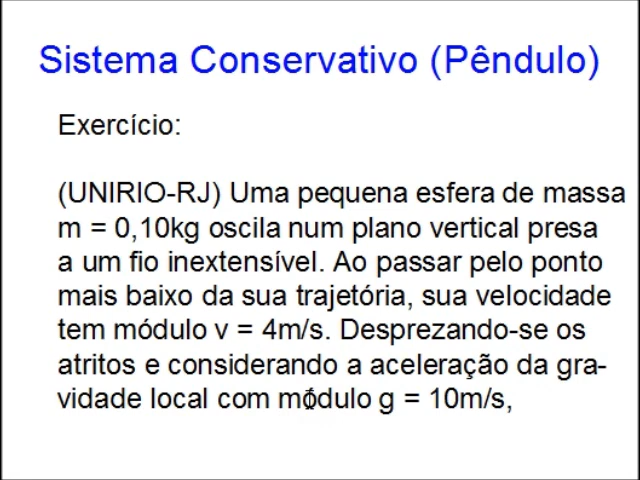 Sistema Conservativo (Pêndulo)
Exercício:
(UNIRIO-RJ) Uma pequena esfera de massa
m = 0,10kg oscila num plano vertical presa
a um fio inextensível. Ao passar pelo ponto
mais baixo da sua trajetória, sua velocidade
tem módulo v = 4m/s. Desprezando-se os
atritos e considerando a aceleração da gra-
vidade local com módulo g = 10m/s,